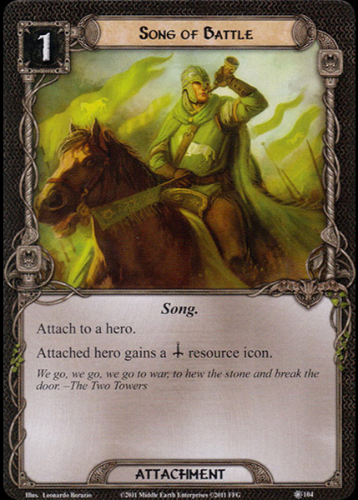 1
SONG OF BATTLE
Song.
Attach to a hero.
Attached hero gains a resource icon.
We go, we go, we go to war, to hew the stone and break the
door. –The Two Towers
ATTACHMENT
Illus. Leonardo Borazio ©2011 Middle Earth Enterprises ©2011 FFG 104